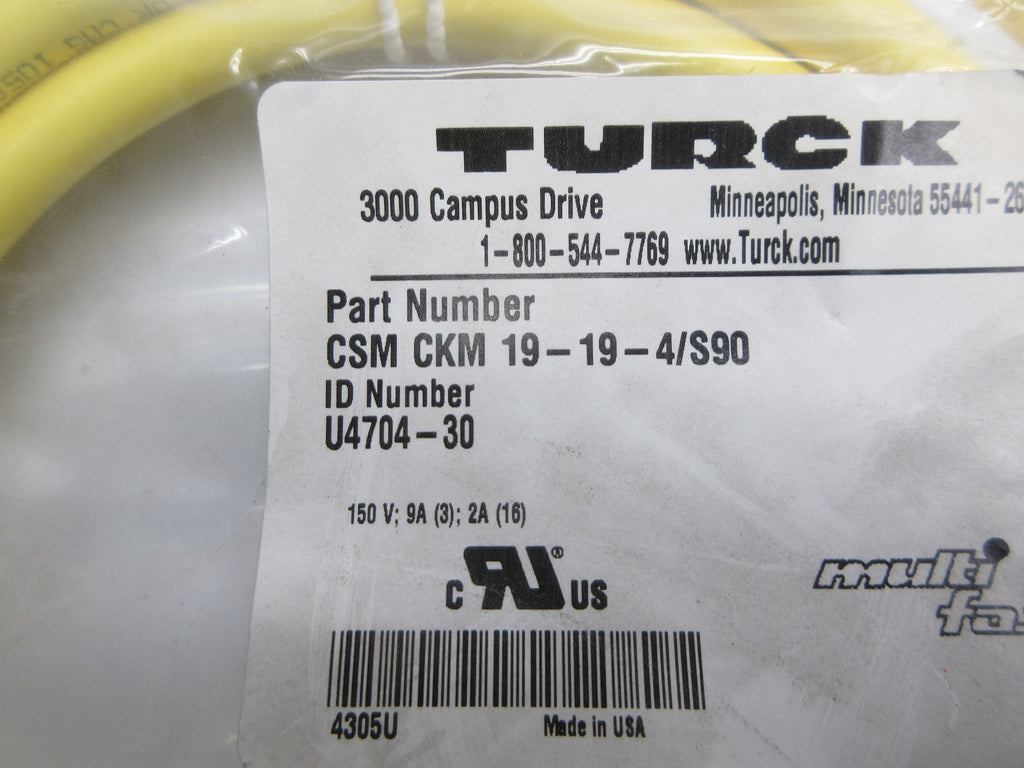 TURCK
3000 Campus Drive Minneapolis, Minnesota 55441-26
1-800-544-7769 www.Turck.com
Part Number
CSM CKM 19-19-4/S90
ID Number
U4704-30
150 V; 9A (3); 2A (16)
C RU® US
multi
fas
4305U Made in USA